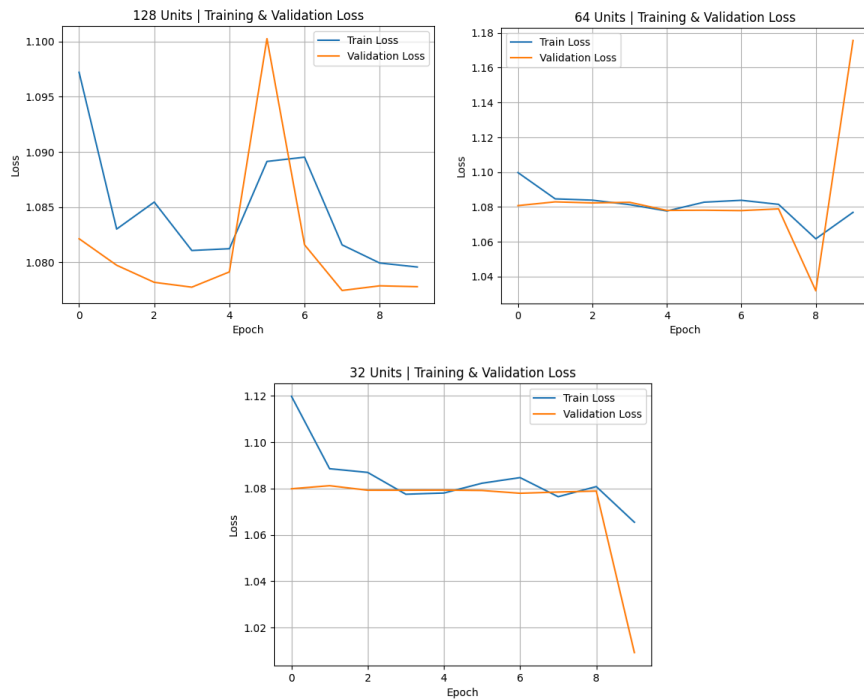 128 Units | Training & Validation Loss
1.100
1.095
1.090
1.085
1.080
Loss
Train Loss
Validation Loss
0
2
4
6
8
Epoch
64 Units | Training & Validation Loss
1.18
1.16
1.14
1.12
1.10
1.08
1.06
1.04
Loss
Train Loss
Validation Loss
0
2
4
6
8
Epoch
32 Units | Training & Validation Loss
1.12
1.10
1.08
1.06
1.04
1.02
Loss
Train Loss
Validation Loss
0
2
4
6
8
Epoch